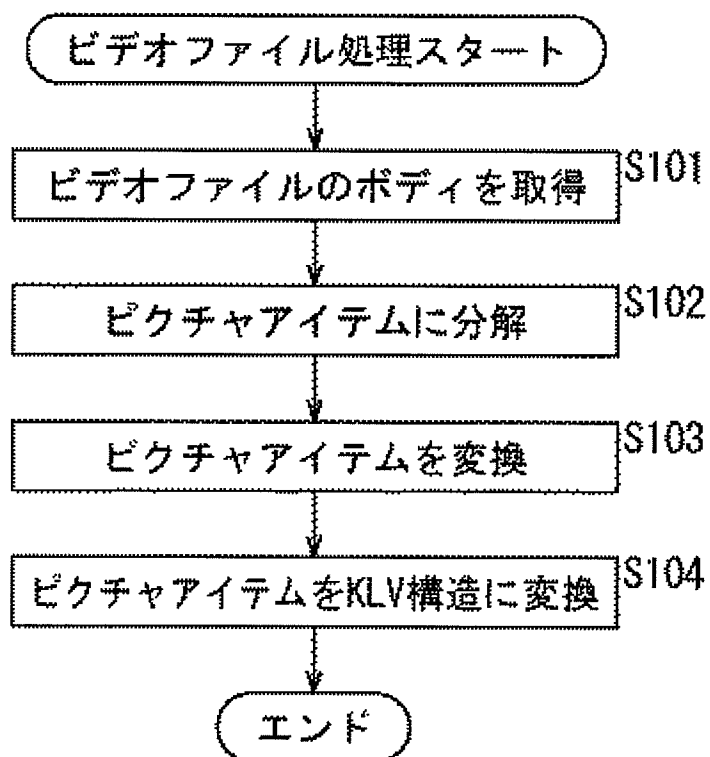 ビデオファイル処理スタート
ビデオファイルのボディを取得
S101
ピクチャアイテムに分解
S102
ピクチャアイテムを変換
S103
ピクチャアイテムをKLV構造に変換
S104
エンド